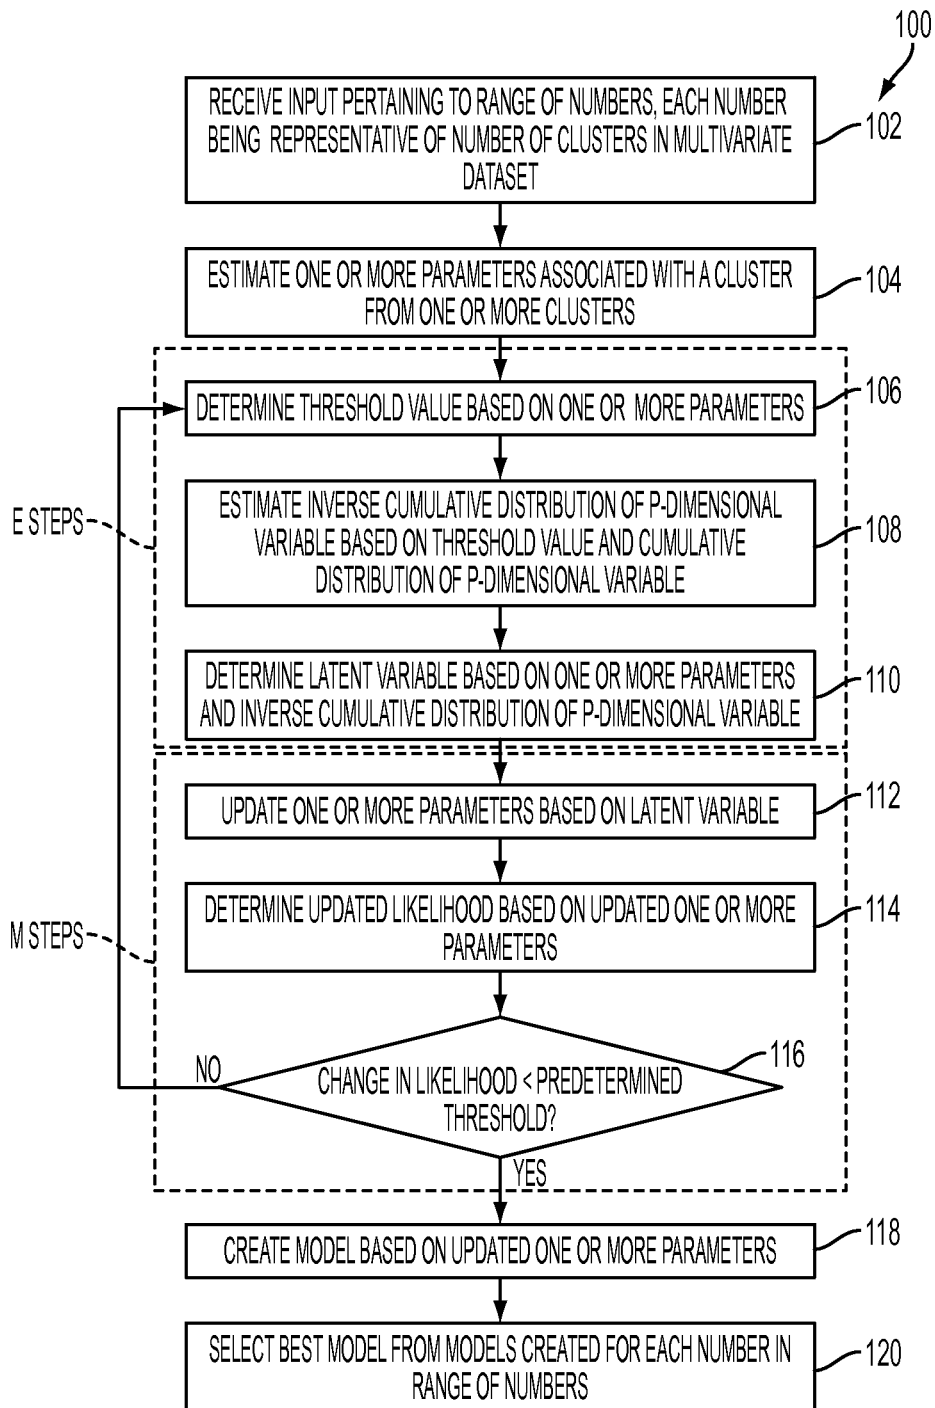 100
RECEIVE INPUT PERTAINING TO RANGE OF NUMBERS, EACH NUMBER
BEING REPRESENTATIVE OF NUMBER OF CLUSTERS IN MULTIVARIATE
DATASET
102
ESTIMATE ONE OR MORE PARAMETERS ASSOCIATED WITH A CLUSTER
FROM ONE OR MORE CLUSTERS
104
DETERMINE THRESHOLD VALUE BASED ON ONE OR MORE PARAMETERS
106
E STEPS
ESTIMATE INVERSE CUMULATIVE DISTRIBUTION OF P-DIMENSIONAL
VARIABLE BASED ON THRESHOLD VALUE AND CUMULATIVE
DISTRIBUTION OF P-DIMENSIONAL VARIABLE
108
DETERMINE LATENT VARIABLE BASED ON ONE OR MORE PARAMETERS
AND INVERSE CUMULATIVE DISTRIBUTION OF P-DIMENSIONAL VARIABLE
110
UPDATE ONE OR MORE PARAMETERS BASED ON LATENT VARIABLE
112
M STEPS
DETERMINE UPDATED LIKELIHOOD BASED ON UPDATED ONE OR MORE
PARAMETERS
114
NO
CHANGE IN LIKELIHOOD < PREDETERMINED
THRESHOLD?
116
YES
CREATE MODEL BASED ON UPDATED ONE OR MORE PARAMETERS
118
SELECT BEST MODEL FROM MODELS CREATED FOR EACH NUMBER IN
RANGE OF NUMBERS
120